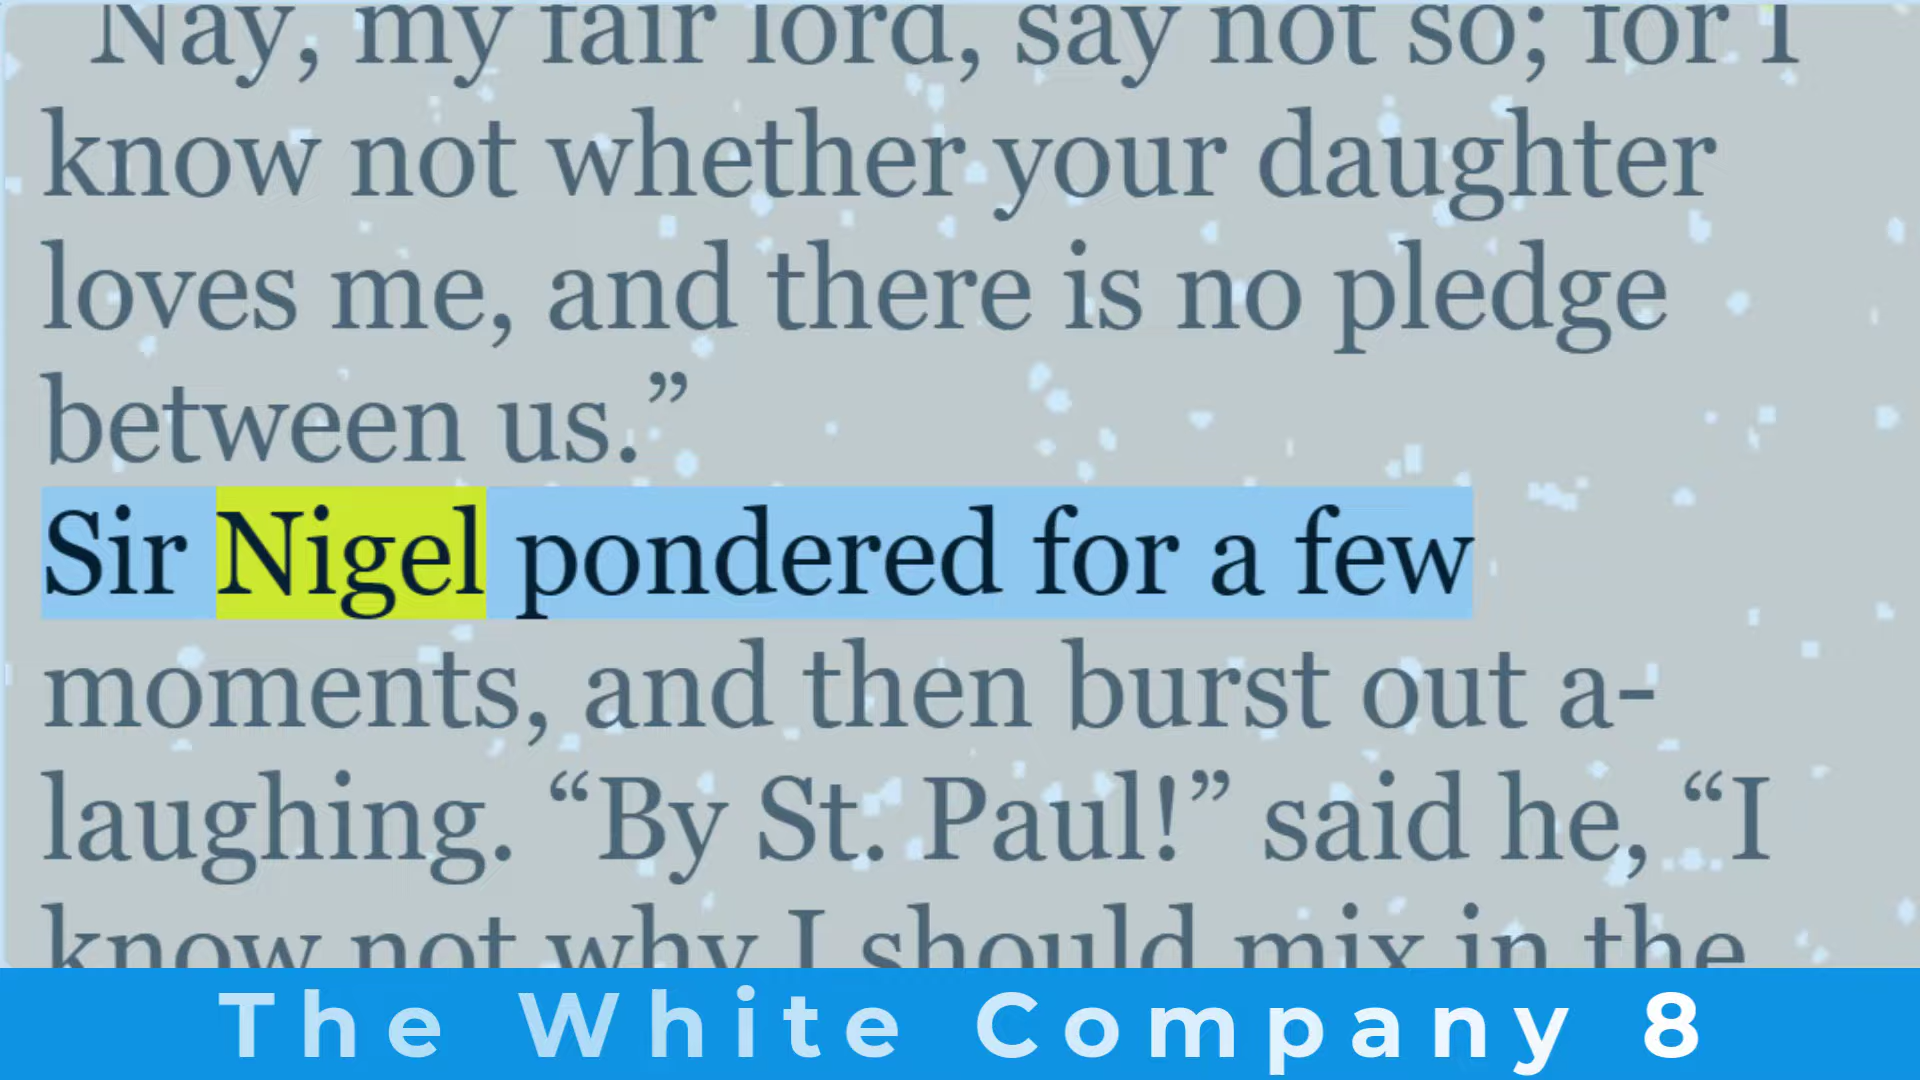 Nay, my fair lord, say not so; for I
know not whether your daughter
loves me, and there is no pledge
between us.”
Sir Nigel pondered for a few
moments, and then burst out a-
laughing. “By St. Paul!” said he, “I
know not why I should mix in the
The White Company 8